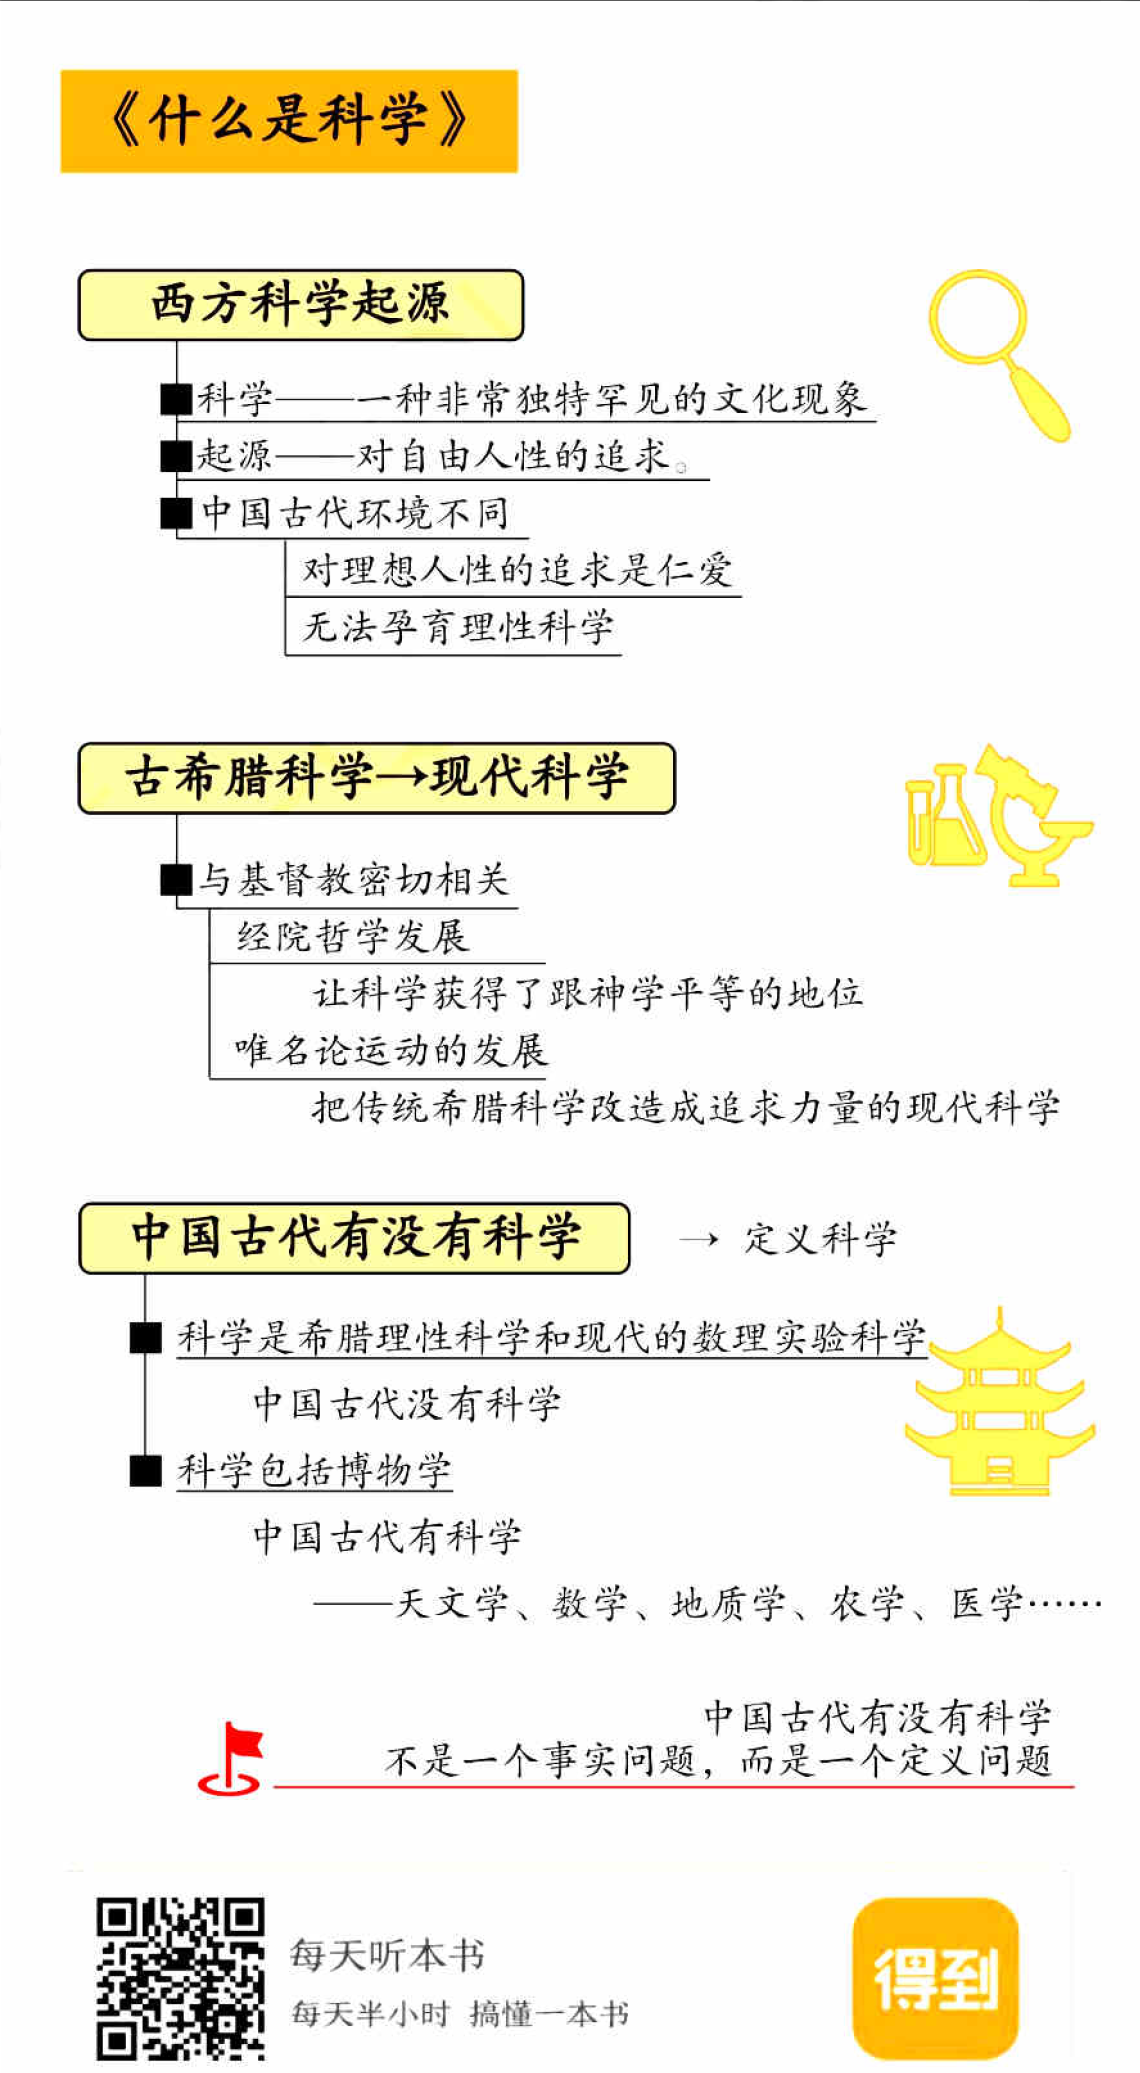 《什么是科学》
西方科学起源
科学——一种非常独特罕见的文化现象
起源——对自由人性的追求。
中国古代环境不同
对理想人性的追求是仁爱
无法孕育理性科学
古希腊科学→现代科学
与基督教密切相关
经院哲学发展
让科学获得了跟神学平等的地位
唯名论运动的发展
把传统希腊科学改造成追求力量的现代科学
中国古代有没有科学 → 定义科学
科学是希腊理性科学和现代的数理实验科学
中国古代没有科学
科学包括博物学
中国古代有科学
——天文学、数学、地质学、农学、医学……
中国古代有没有科学
不是一个事实问题，而是一个定义问题
每天听本书
每天半小时 搞懂一本书
得到